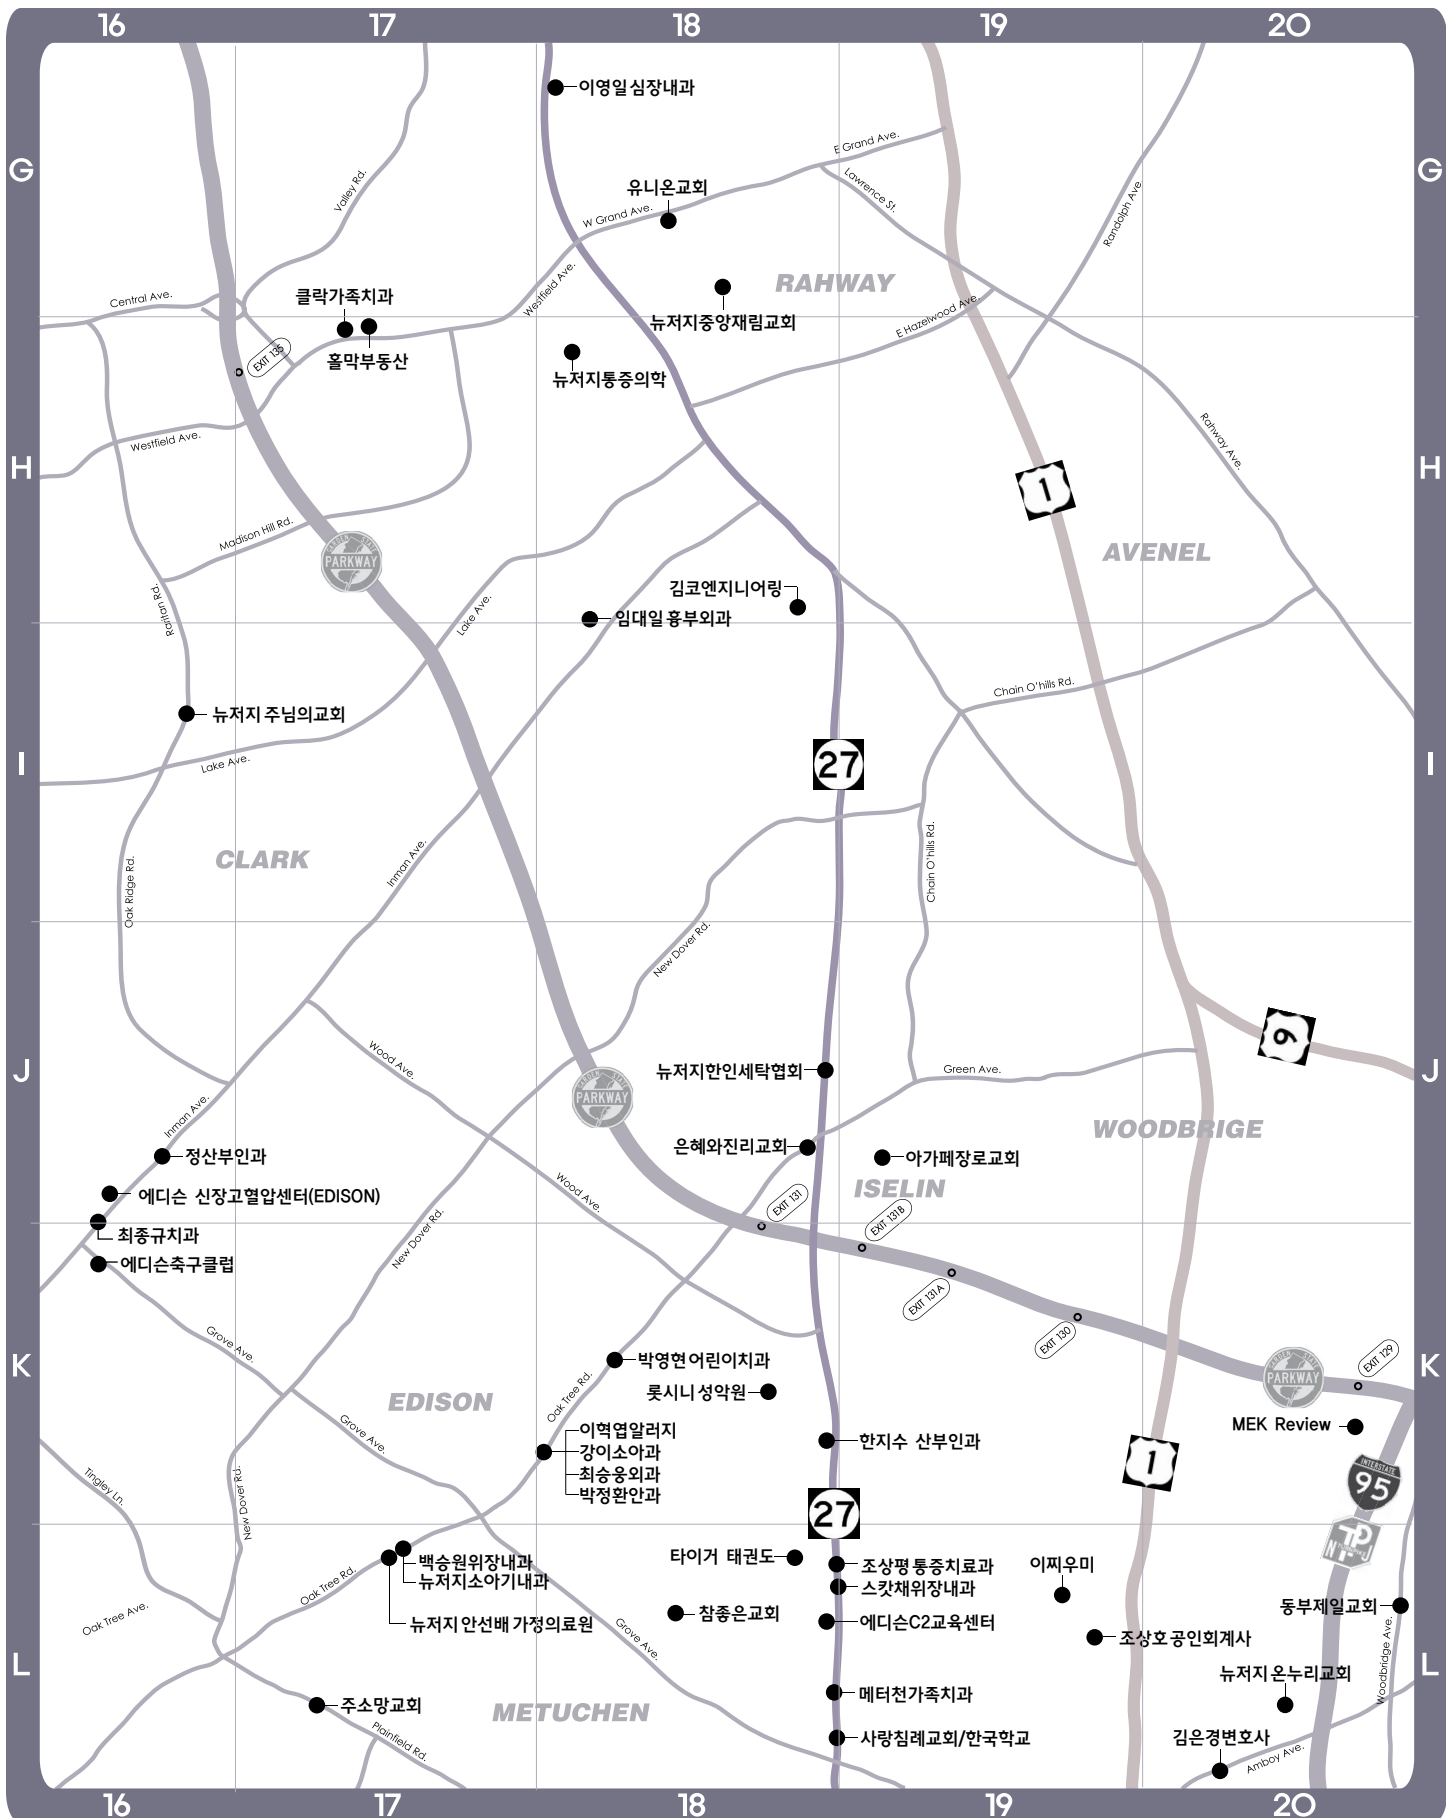 16 17 18 19 20
이영일심장내과
G
G
E Grand Ave.
Valley Rd.
Lawrence St.
유니온교회
W Grand Ave.
Randolph Ave
RAHWAY
Westfield Ave.
클락가족치과
Central Ave.
뉴저지중앙재림교회
E Hazelwood Ave.
홀막부동산
EXIT 135
뉴저지통증의학
Westfield Ave.
Rahway Ave.
H
H
1
Madison Hill Rd.
GARDEN STATE
PARKWAY
AVENEL
김코엔지니어링
Raritan Rd.
Lake Ave.
임대일흉부외과
Chain O'hills Rd.
뉴저지 주님의교회
Lake Ave.
I
I
27
CLARK
Inman Ave.
Chain O'hills Rd.
Oak Ridge Rd.
New Dover Rd.
9
Wood Ave.
뉴저지한인세탁협회
Green Ave.
J
J
GARDEN STATE
PARKWAY
Inman Ave.
WOODBRIGE
은혜와진리교회
정산부인과
아가페장로교회
에디슨 신장고혈압센터(EDISON)
ISELIN
Wood Ave.
EXIT 131
EXIT 131B
최종규치과
New Dover Rd.
에디슨축구클럽
EXIT 131A
EXIT 130
Grove Ave.
박영현어린이치과
EXIT 129
K
K
GARDEN STATE
PARKWAY
롯시니성악원
EDISON
Oak Tree Rd.
MEK Review
Grove Ave.
이혁엽알러지
한지수 산부인과
강이소아과
1
최승웅외과
INTERSTATE
95
Tingley Ln.
박정환안과
New Dover Rd.
27
백승원위장내과
타이거 태권도
조상평통증치료과
이찌우미
뉴저지소아기내과
스캇채위장내과
Oak Tree Rd.
동부제일교회
참좋은교회
에디슨C2교육센터
Oak Tree Ave.
뉴저지안선배가정의료원
Grove Ave.
조상호공인회계사
L
L
Woodbridge Ave.
뉴저지온누리교회
메터천가족치과
주소망교회
METUCHEN
Plainfield Rd.
사랑침례교회/한국학교
김은경변호사
Amboy Ave.
16 17 18 19 20